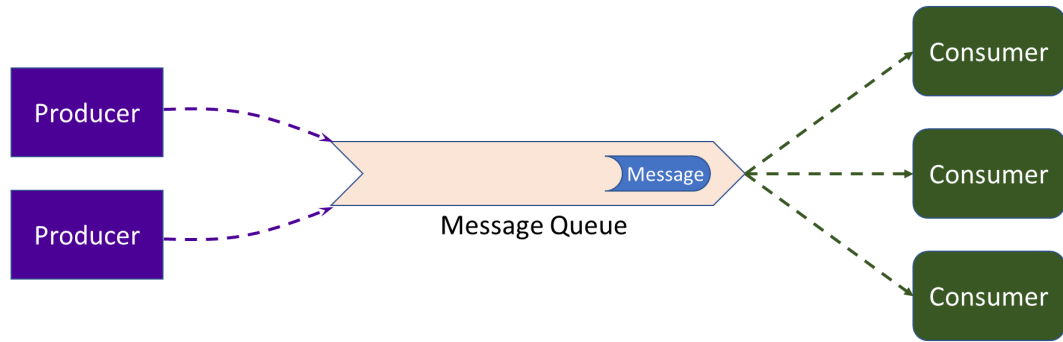 Producer
Producer
Message
Message Queue
Consumer
Consumer
Consumer